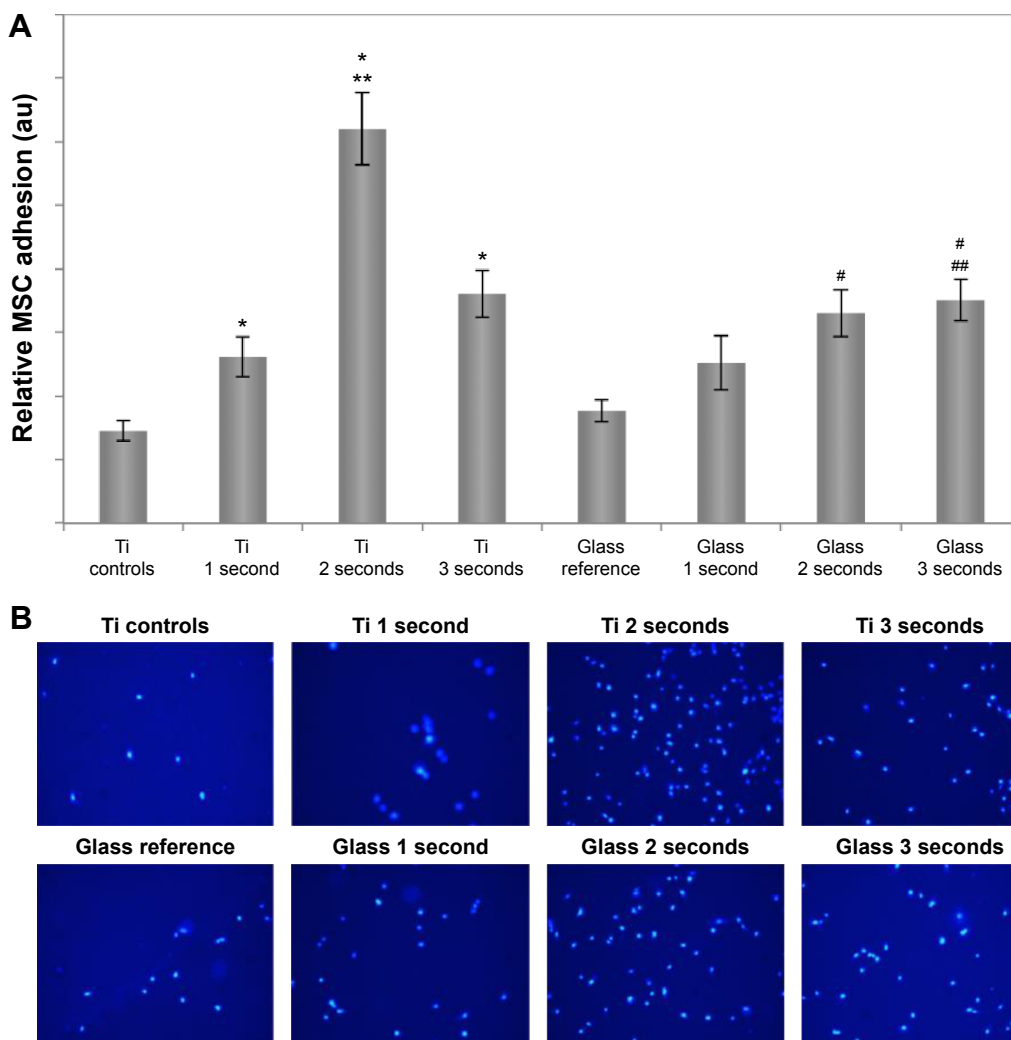 A
Relative MSC adhesion (au)
*
*
**
*
#
#
##
Ti
controls
Ti
1 second
Ti
2 seconds
Ti
3 seconds
Glass
reference
Glass
1 second
Glass
2 seconds
Glass
3 seconds
B
Ti controls
Ti 1 second
Ti 2 seconds
Ti 3 seconds
Glass reference
Glass 1 second
Glass 2 seconds
Glass 3 seconds